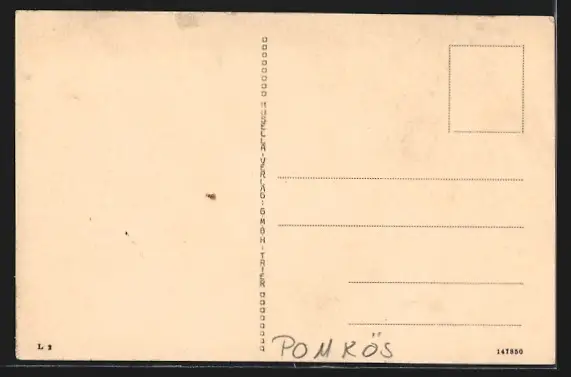 MOSELLA-VERLAG·G·M·B·H·TRIER
L 2
POMKÖS
147850